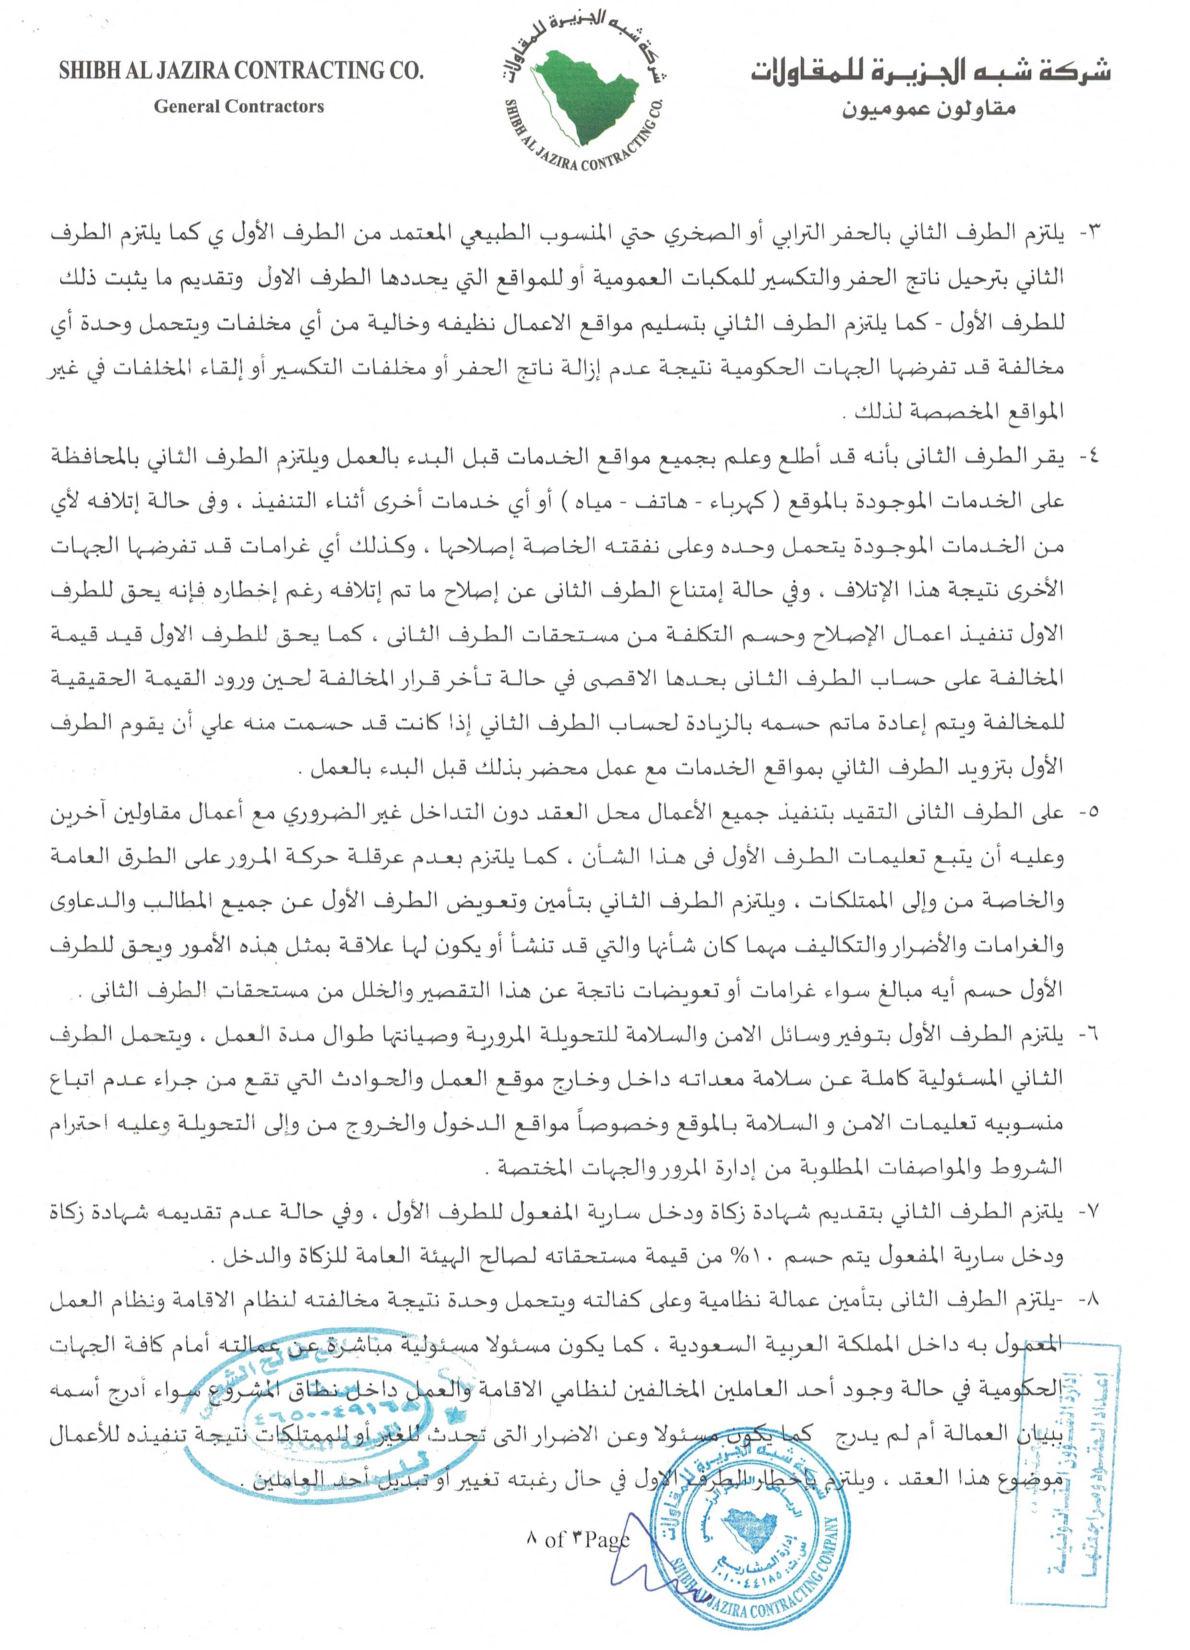 SHIBH AL JAZIRA CONTRACTING CO.
General Contractors
شركة شبه الجزيرة للمقاولات
SHIBH AL JAZIRA CONTRACTING CO.
شركة شبه الجزيرة للمقاولات
مقاولون عموميون
٣- يلتزم الطرف الثاني بالحفر الترابي أو الصخري حتي المنسوب الطبيعي المعتمد من الطرف الأول ي كما يلتزم الطرف
الثاني بترحيل ناتج الحفر والتكسير للمكبات العمومية أو للمواقع التي يحددها الطرف الاول وتقديم ما يثبت ذلك
للطرف الأول - كما يلتزم الطرف الثاني بتسليم مواقع الاعمال نظيفه وخالية من أي مخلفات ويتحمل وحدة أي
مخالفة قد تفرضها الجهات الحكومية نتيجة عدم إزالة ناتج الحفر أو مخلفات التكسير أو إلقاء المخلفات في غير
المواقع المخصصة لذلك .
٤- يقر الطرف الثانى بأنه قد أطلع وعلم بجميع مواقع الخدمات قبل البدء بالعمل ويلتزم الطرف الثاني بالمحافظة
على الخدمات الموجودة بالموقع ( كهرباء - هاتف - مياه ) أو أي خدمات أخرى أثناء التنفيذ ، وفى حالة إتلافه لأي
من الخدمات الموجودة يتحمل وحده وعلى نفقته الخاصة إصلاحها ، وكذلك أي غرامات قد تفرضها الجهات
الأخرى نتيجة هذا الإتلاف ، وفي حالة إمتناع الطرف الثانى عن إصلاح ما تم إتلافه رغم إخطاره فإنه يحق للطرف
الاول تنفيذ اعمال الإصلاح وحسم التكلفة من مستحقات الطرف الثانى ، كما يحق للطرف الاول قيد قيمة
المخالفة على حساب الطرف الثانى بحدها الاقصى في حالة تأخر قرار المخالفة لحين ورود القيمة الحقيقية
للمخالفة ويتم إعادة ماتم حسمه بالزيادة لحساب الطرف الثاني إذا كانت قد حسمت منه علي أن يقوم الطرف
الأول بتزويد الطرف الثاني بمواقع الخدمات مع عمل محضر بذلك قبل البدء بالعمل .
٥- على الطرف الثانى التقيد بتنفيذ جميع الأعمال محل العقد دون التداخل غير الضروري مع أعمال مقاولين آخرين
وعليه أن يتبع تعليمات الطرف الأول فى هذا الشأن ، كما يلتزم بعدم عرقلة حركة المرور على الطرق العامة
والخاصة من وإلى الممتلكات ، ويلتزم الطرف الثاني بتأمين وتعويض الطرف الأول عن جميع المطالب والدعاوى
والغرامات والأضرار والتكاليف مهما كان شأنها والتي قد تنشأ أو يكون لها علاقة بمثل هذه الأمور ويحق للطرف
الأول حسم أيه مبالغ سواء غرامات أو تعويضات ناتجة عن هذا التقصير والخلل من مستحقات الطرف الثانى .
٦- يلتزم الطرف الأول بتوفير وسائل الامن والسلامة للتحويلة المرورية وصيانتها طوال مدة العمل ، ويتحمل الطرف
الثاني المسئولية كاملة عن سلامة معداته داخل وخارج موقع العمل والحوادث التي تقع من جراء عدم اتباع
منسوبيه تعليمات الامن و السلامة بالموقع وخصوصاً مواقع الدخول والخروج من وإلى التحويلة وعليه احترام
الشروط والمواصفات المطلوبة من إدارة المرور والجهات المختصة .
٧- يلتزم الطرف الثاني بتقديم شهادة زكاة ودخل سارية المفعول للطرف الأول ، وفي حالة عدم تقديمه شهادة زكاة
ودخل سارية المفعول يتم حسم ١٠% من قيمة مستحقاته لصالح الهيئة العامة للزكاة والدخل .
٨- -يلتزم الطرف الثانى بتأمين عمالة نظامية وعلى كفالته ويتحمل وحدة نتيجة مخالفته لنظام الاقامة ونظام العمل
المعمول به داخل المملكة العربية السعودية ، كما يكون مسئولا مسئولية مباشرة عن عمالته أمام كافة الجهات
الحكومية في حالة وجود أحد العاملين المخالفين لنظامي الاقامة والعمل داخل نطاق المشروع سواء أدرج أسمه
ببيان العمالة أم لم يدرج كما يكون مسئولا وعن الاضرار التى تحدث للغير أو للممتلكات نتيجة تنفيذه للأعمال
موضوع هذا العقد ، ويلتزم بإخطار الطرف الاول في حال رغبته تغيير أو تبديل أحد العاملين .
٨ of ٣ Page
شركة شبه الجزيرة للمقاولات
الرياض المركز الرئيسي
إدارة المشاريع
س.ت: ١٠١٠٠٤٤١٨٥
SHIBH AL JAZIRA CONTRACTING COMPANY
٤٦٥٠٠٤٩١٦٨
إدارة الشؤون القانونية
إعداد العقود ومراجعتها